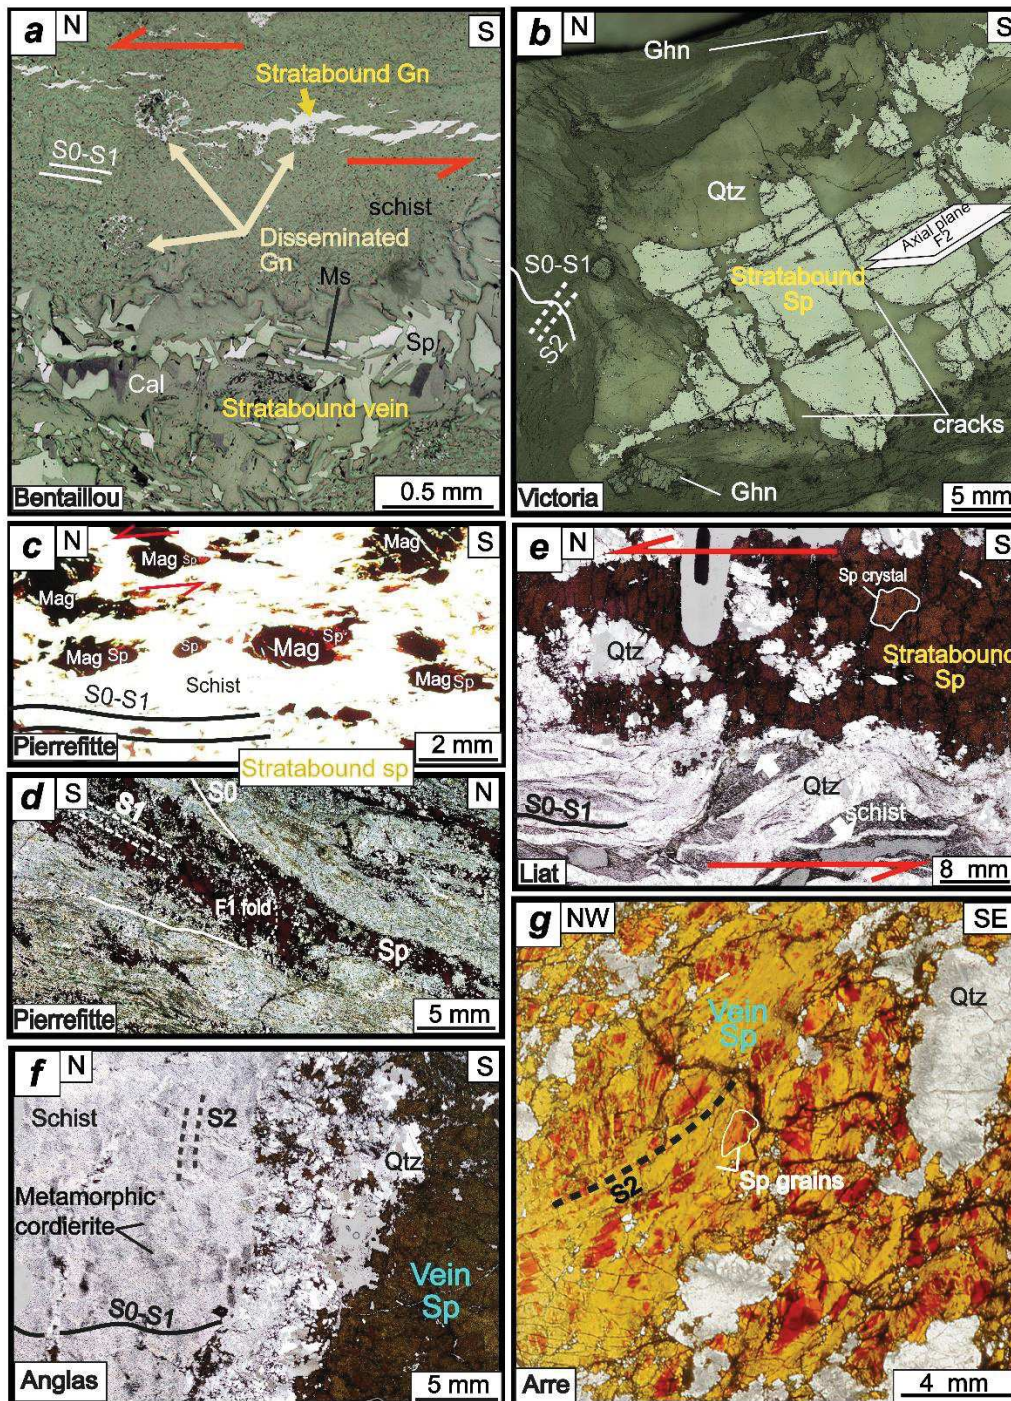 a N S
Stratabound Gn
S0-S1
schist
Disseminated
Gn
Ms
Sp
Cal
Stratabound vein
Bentaillou
0.5 mm
b N S
Ghn
Qtz
Axial plane
F2
S0-S1
Stratabound
Sp
S2
cracks
Ghn
Victoria
5 mm
c N S
Mag Sp Mag
Mag
Sp Sp
Mag Sp Mag
Mag Sp
Schist
S0-S1
Pierrefitte
2 mm
Stratabound sp
d S N
S0
S1
F1 fold
Sp
Pierrefitte
5 mm
e N S
Sp crystal
Qtz
Stratabound
Sp
Qtz
schist
S0-S1
Liat
8 mm
f N S
Schist
S2
Qtz
Metamorphic
cordierite
Vein
Sp
S0-S1
Anglas
5 mm
g NW SE
Qtz
Vein
Sp
S2
Sp grains
Arre
4 mm